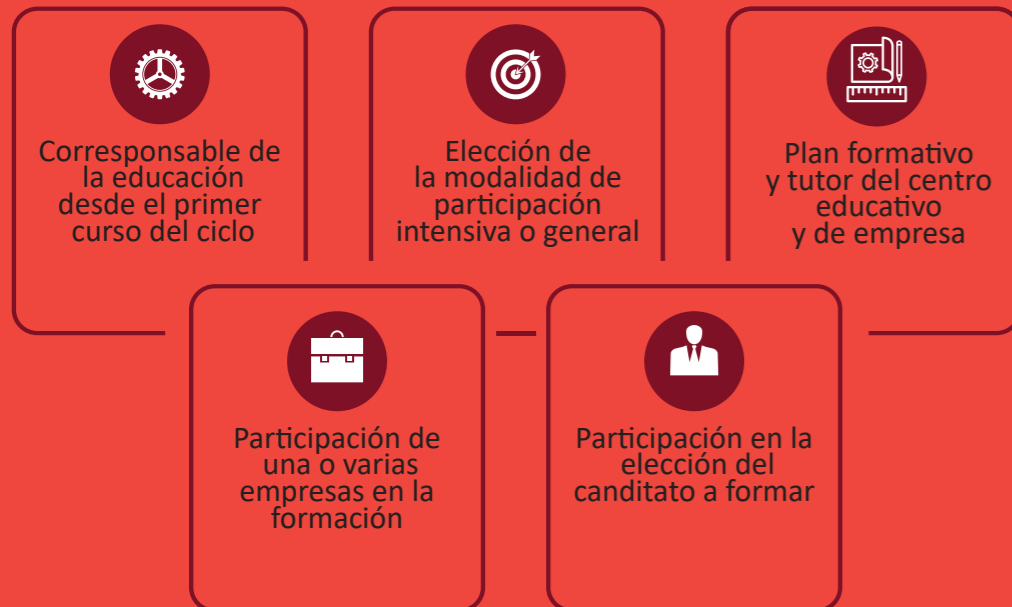 Corresponsable de
la educación
desde el primer
curso del ciclo
Elección de
la modalidad de
participación
intensiva o general
Plan formativo
y tutor del centro
educativo
y de empresa
Participación de
una o varias
empresas en la
formación
Participación en la
elección del
canditato a formar